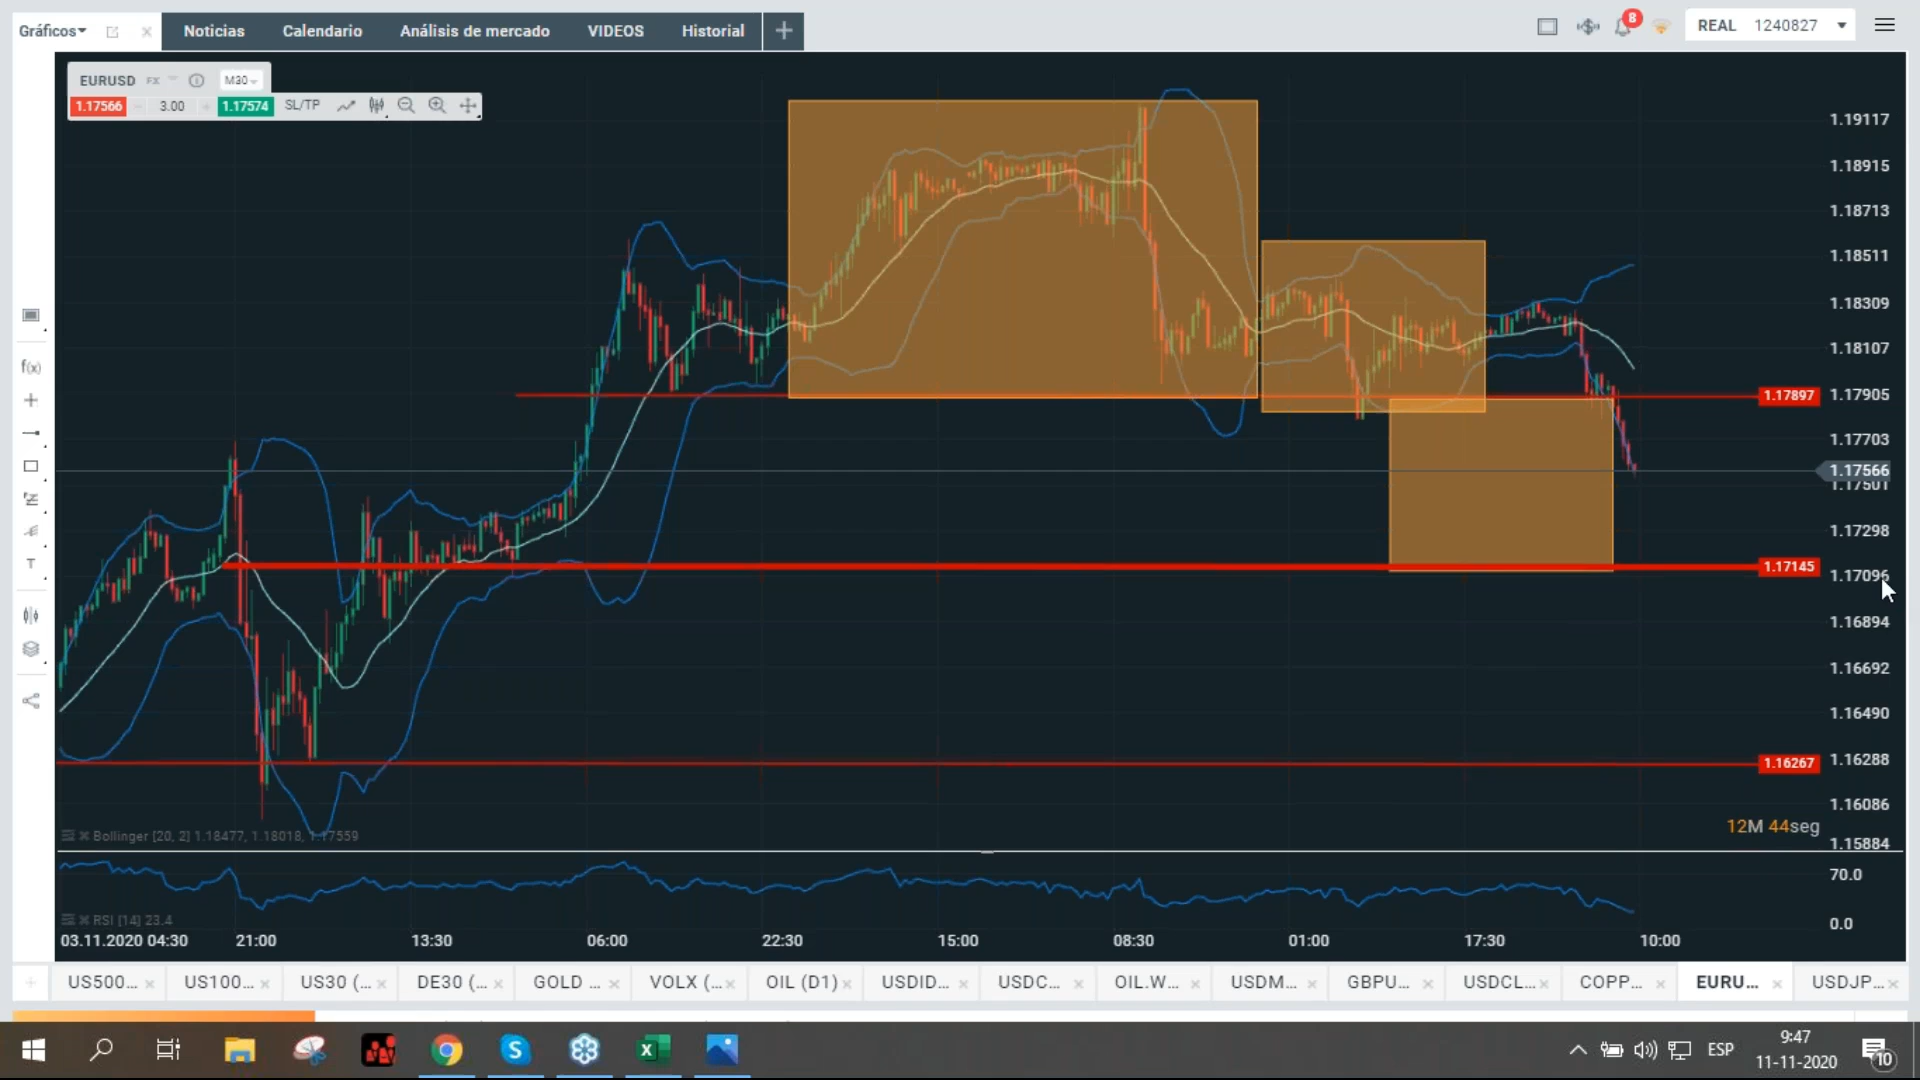 Gráficos
Noticias
Calendario
Análisis de mercado
VIDEOS
Historial
8
REAL 1240827
EURUSD FX M30
1.17566 3.00 1.17574 SL/TP
1.19117
1.18915
1.18713
1.18511
1.18309
1.18107
1.17897
1.17905
1.17703
1.17566
1.17501
1.17298
1.17145
1.17096
1.16894
1.16692
1.16490
1.16267
1.16288
1.16086
12M 44seg
1.15884
f(x)
T
Bollinger [20, 2] 1.18477, 1.18018, 1.17559
70.0
RSI [14] 23.4
0.0
03.11.2020 04:30 21:00 13:30 06:00 22:30 15:00 08:30 01:00 17:30 10:00
US500... US100... US30 (... DE30 (... GOLD ... VOLX (... OIL (D1) USDID... USDC... OIL.W... USDM... GBPU... USDCL... COPP... EURU... USDJP...
ESP
9:47
11-11-2020
10